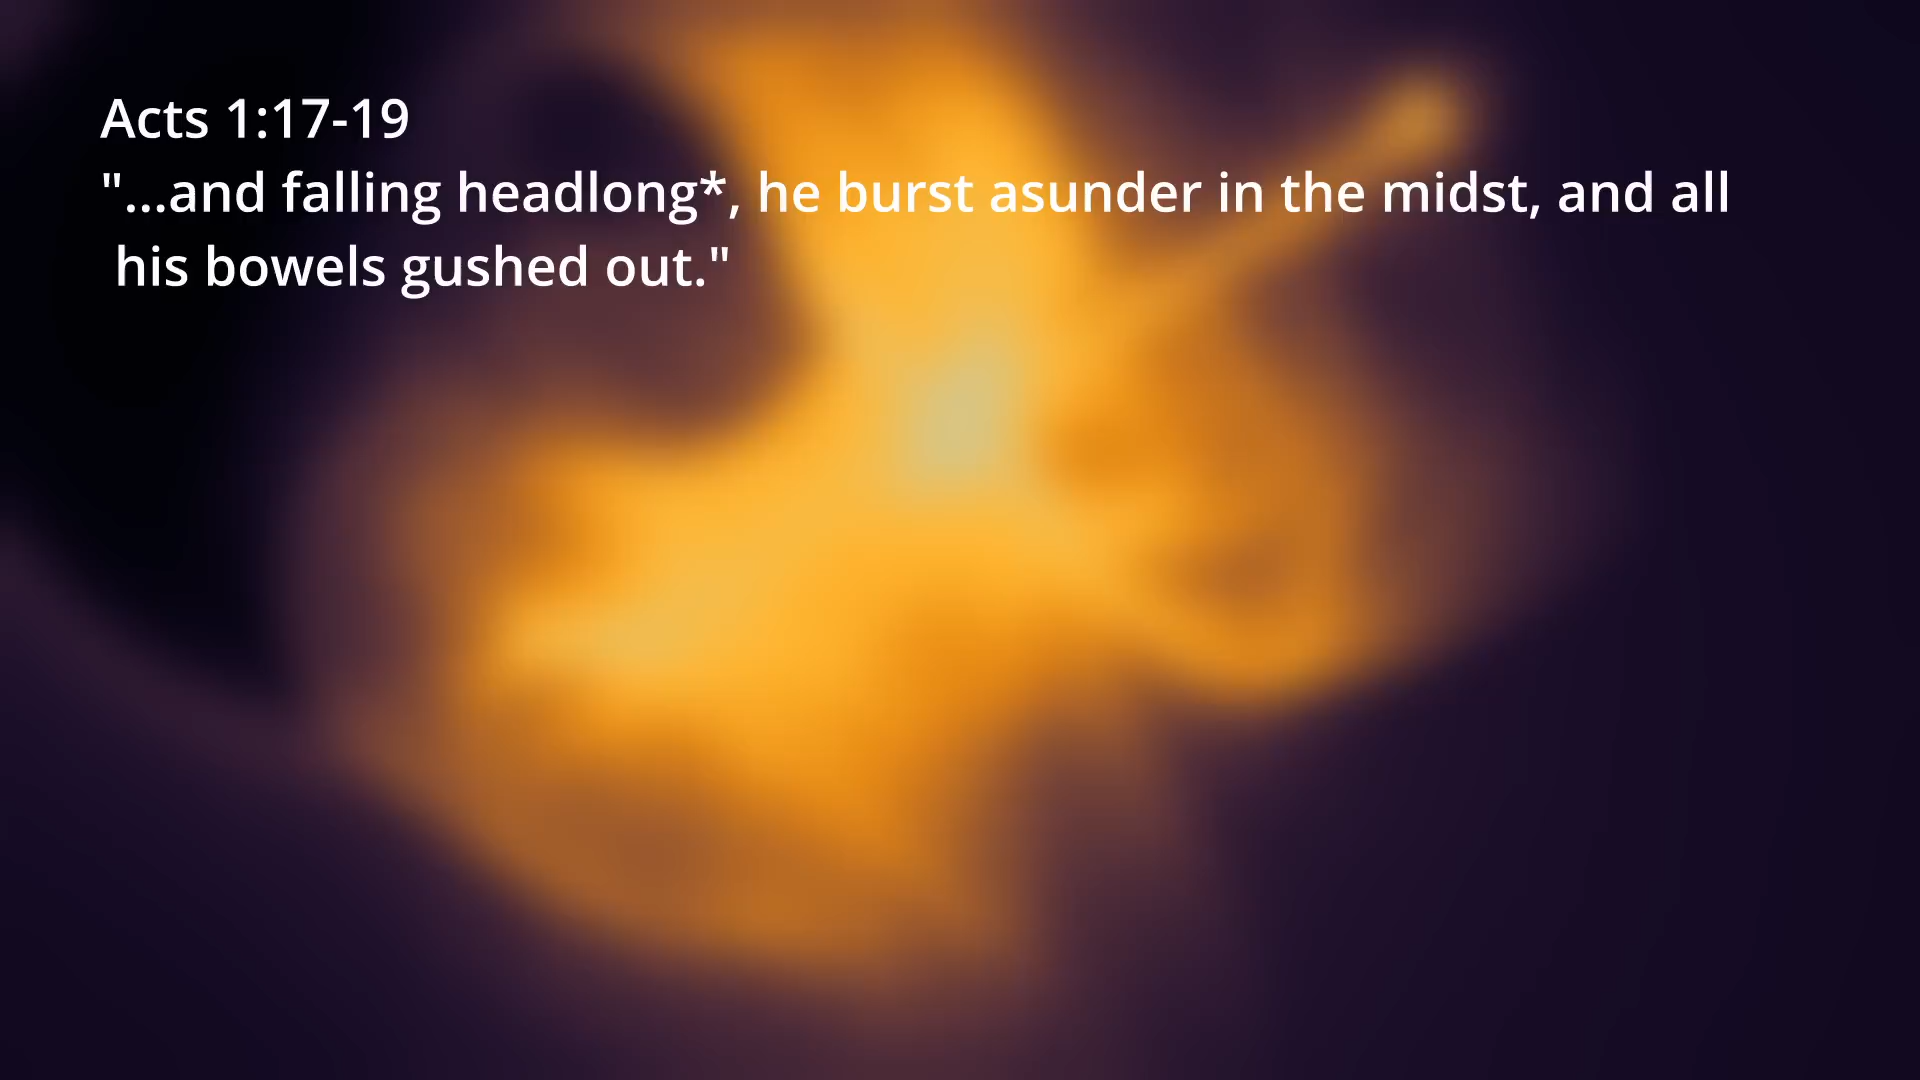 Acts 1:17-19
"...and falling headlong*, he burst asunder in the midst, and all
his bowels gushed out."